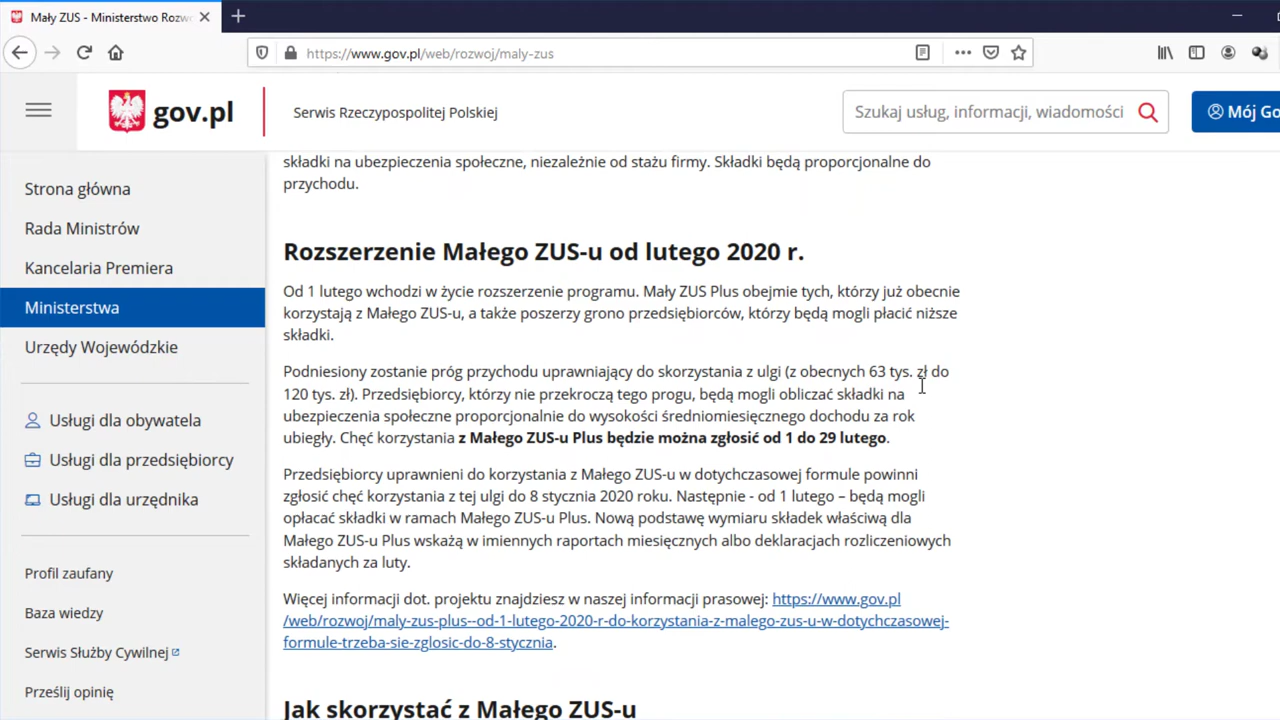 Mały ZUS - Ministerstwo Rozw
https://www.gov.pl/web/rozwoj/maly-zus
gov.pl
Serwis Rzeczypospolitej Polskiej
Szukaj usług, informacji, wiadomości
Mój Go
Strona główna
Rada Ministrów
Kancelaria Premiera
Ministerstwa
Urzędy Wojewódzkie
Usługi dla obywatela
Usługi dla przedsiębiorcy
Usługi dla urzędnika
Profil zaufany
Baza wiedzy
Serwis Służby Cywilnej
Prześlij opinię
składki na ubezpieczenia społeczne, niezależnie od stażu firmy. Składki będą proporcjonalne do
przychodu.
Rozszerzenie Małego ZUS-u od lutego 2020 r.
Od 1 lutego wchodzi w życie rozszerzenie programu. Mały ZUS Plus obejmie tych, którzy już obecnie
korzystają z Małego ZUS-u, a także poszerzy grono przedsiębiorców, którzy będą mogli płacić niższe
składki.
Podniesiony zostanie próg przychodu uprawniający do skorzystania z ulgi (z obecnych 63 tys. zł do
120 tys. zł). Przedsiębiorcy, którzy nie przekroczą tego progu, będą mogli obliczać składki na
ubezpieczenia społeczne proporcjonalnie do wysokości średniomiesięcznego dochodu za rok
ubiegły. Chęć korzystania z Małego ZUS-u Plus będzie można zgłosić od 1 do 29 lutego.
Przedsiębiorcy uprawnieni do korzystania z Małego ZUS-u w dotychczasowej formule powinni
zgłosić chęć korzystania z tej ulgi do 8 stycznia 2020 roku. Następnie - od 1 lutego – będą mogli
opłacać składki w ramach Małego ZUS-u Plus. Nową podstawę wymiaru składek właściwą dla
Małego ZUS-u Plus wskażą w imiennych raportach miesięcznych albo deklaracjach rozliczeniowych
składanych za luty.
Więcej informacji dot. projektu znajdziesz w naszej informacji prasowej: https://www.gov.pl
/web/rozwoj/maly-zus-plus--od-1-lutego-2020-r-do-korzystania-z-malego-zus-u-w-dotychczasowej-
formule-trzeba-sie-zglosic-do-8-stycznia.
Jak skorzystać z Małego ZUS-u